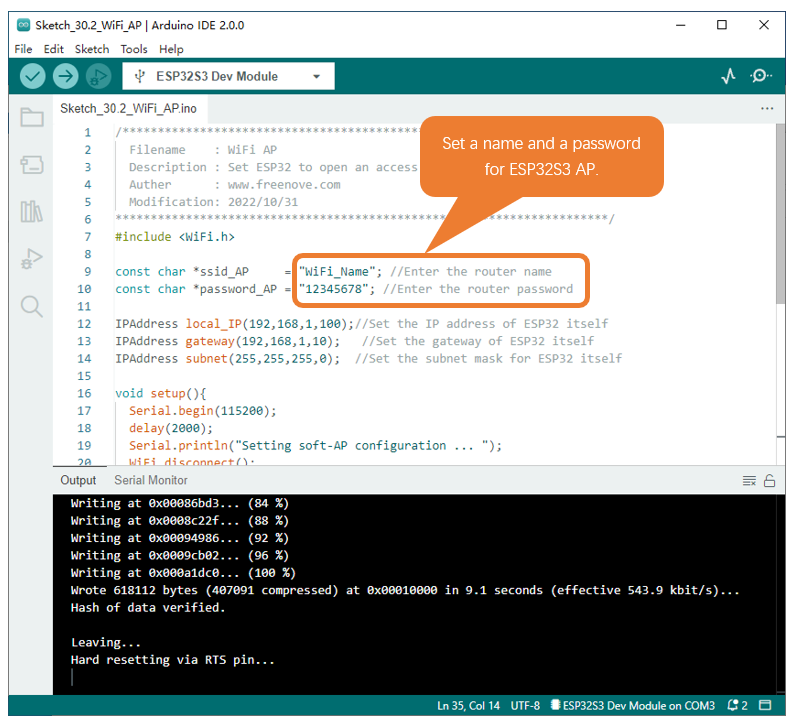 Sketch_30.2_WiFi_AP | Arduino IDE 2.0.0
File Edit Sketch Tools Help
ESP32S3 Dev Module
Sketch_30.2_WiFi_AP.ino
Set a name and a password
for ESP32S3 AP.
1 /******************************************
2 Filename : WiFi AP
3 Description : Set ESP32 to open an access
4 Auther : www.freenove.com
5 Modification: 2022/10/31
6 **********************************************************************/
7 #include <WiFi.h>
8
9 const char *ssid_AP = "WiFi_Name"; //Enter the router name
10 const char *password_AP = "12345678"; //Enter the router password
11
12 IPAddress local_IP(192,168,1,100);//Set the IP address of ESP32 itself
13 IPAddress gateway(192,168,1,10); //Set the gateway of ESP32 itself
14 IPAddress subnet(255,255,255,0); //Set the subnet mask for ESP32 itself
15
16 void setup(){
17 Serial.begin(115200);
18 delay(2000);
19 Serial.println("Setting soft-AP configuration ... ");
20 WiFi.disconnect();
Output Serial Monitor
Writing at 0x00086bd3... (84 %)
Writing at 0x0008c22f... (88 %)
Writing at 0x00094986... (92 %)
Writing at 0x0009cb02... (96 %)
Writing at 0x000a1dc0... (100 %)
Wrote 618112 bytes (407091 compressed) at 0x00010000 in 9.1 seconds (effective 543.9 kbit/s)...
Hash of data verified.
Leaving...
Hard resetting via RTS pin...
Ln 35, Col 14 UTF-8 ESP32S3 Dev Module on COM3 2